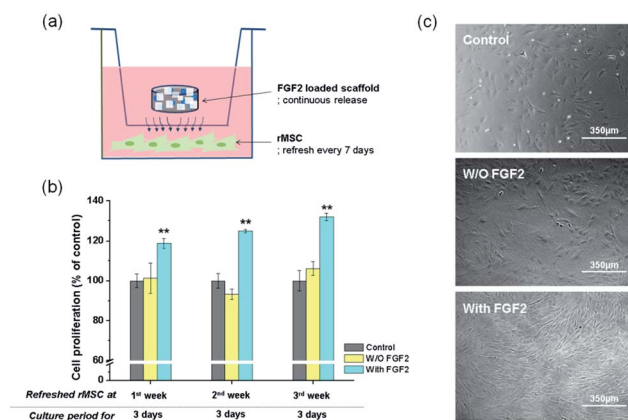 (a)
FGF2 loaded scaffold
; continuous release
rMSC
; refresh every 7 days
(b)
Cell proliferation (% of control)
140
120
100
80
60
0
**
**
**
Control
W/O FGF2
With FGF2
Refreshed rMSC at
1st week
2nd week
3rd week
Culture period for
3 days
3 days
3 days
(c)
Control
350μm
W/O FGF2
350μm
With FGF2
350μm